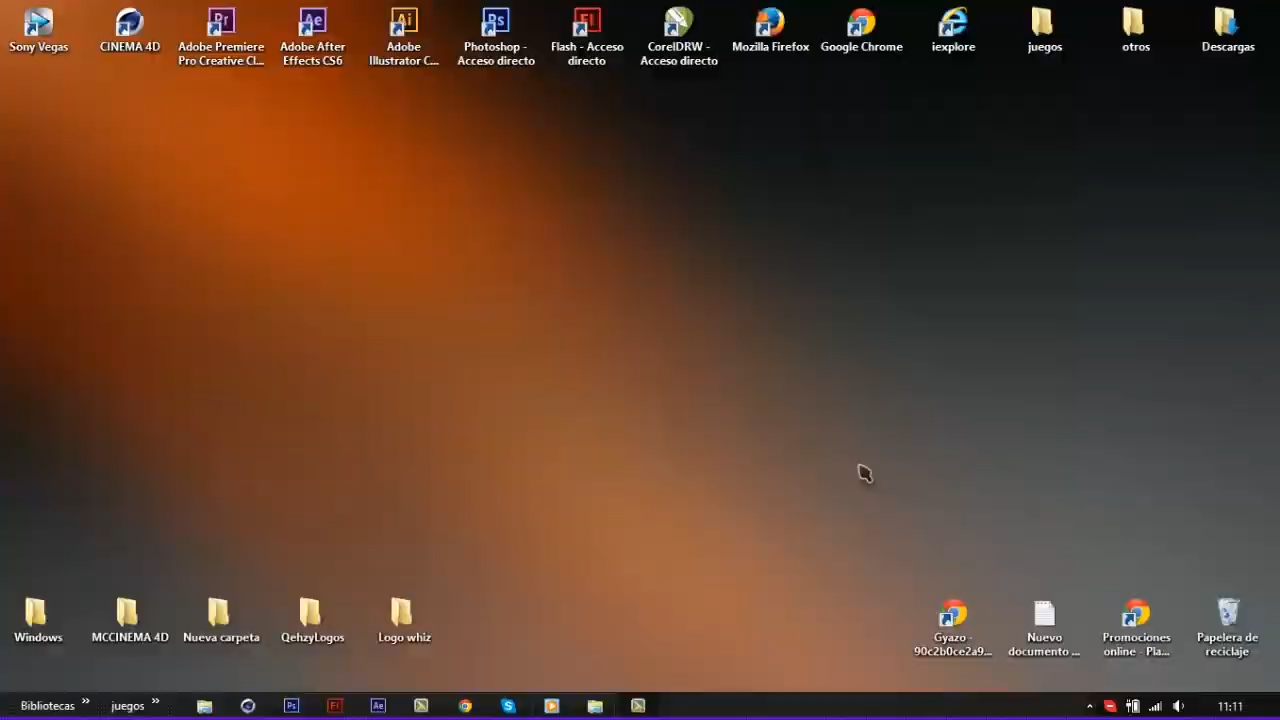 Sony Vegas
CINEMA 4D
Adobe Premiere
Pro Creative Cl...
Adobe After
Effects CS6
Adobe
Illustrator C...
Photoshop -
Acceso directo
Flash - Acceso
directo
CorelDRW -
Acceso directo
Mozilla Firefox
Google Chrome
iexplore
juegos
otros
Descargas
Windows
MCCINEMA 4D
Nueva carpeta
QehzyLogos
Logo whiz
Gyazo -
90c2b0ce2a9...
Nuevo
documento ...
Promociones
online - Pla...
Papelera de
reciclaje
Bibliotecas »
juegos »
11:11